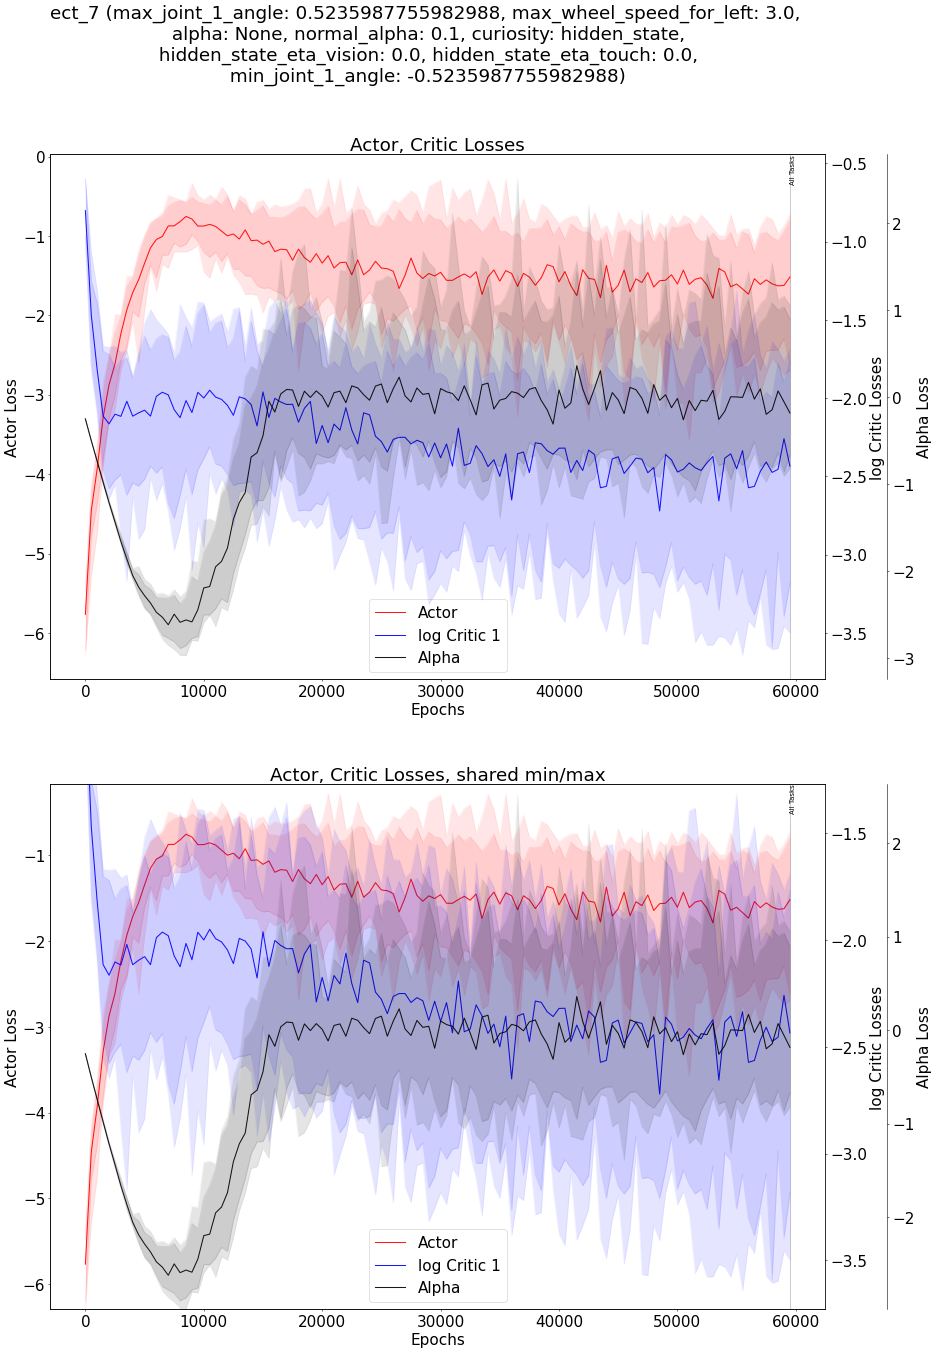 ect_7 (max_joint_1_angle: 0.5235987755982988, max_wheel_speed_for_left: 3.0,
alpha: None, normal_alpha: 0.1, curiosity: hidden_state,
hidden_state_eta_vision: 0.0, hidden_state_eta_touch: 0.0,
min_joint_1_angle: -0.5235987755982988)
Actor, Critic Losses
0
−1
−2
−3
−4
−5
−6
Actor Loss
0
10000
20000
30000
40000
50000
60000
Epochs
−0.5
−1.0
−1.5
−2.0
−2.5
−3.0
−3.5
log Critic Losses
2
1
0
−1
−2
−3
Alpha Loss
All Tasks
Actor
log Critic 1
Alpha
Actor, Critic Losses, shared min/max
−1
−2
−3
−4
−5
−6
Actor Loss
0
10000
20000
30000
40000
50000
60000
Epochs
−1.5
−2.0
−2.5
−3.0
−3.5
log Critic Losses
2
1
0
−1
−2
Alpha Loss
All Tasks
Actor
log Critic 1
Alpha